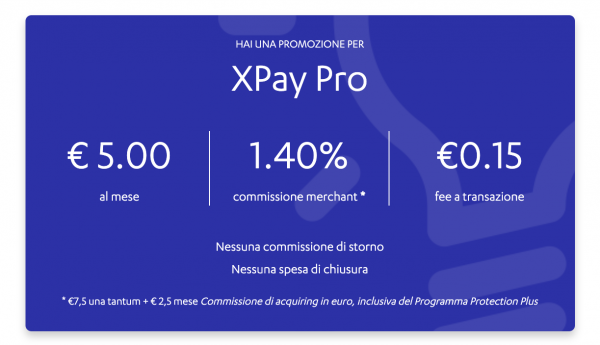 HAI UNA PROMOZIONE PER
XPay Pro
€ 5.00
al mese
1.40%
commissione merchant *
€0.15
fee a transazione
Nessuna commissione di storno
Nessuna spesa di chiusura
* €7,5 una tantum + € 2,5 mese Commissione di acquiring in euro, inclusiva del Programma Protection Plus